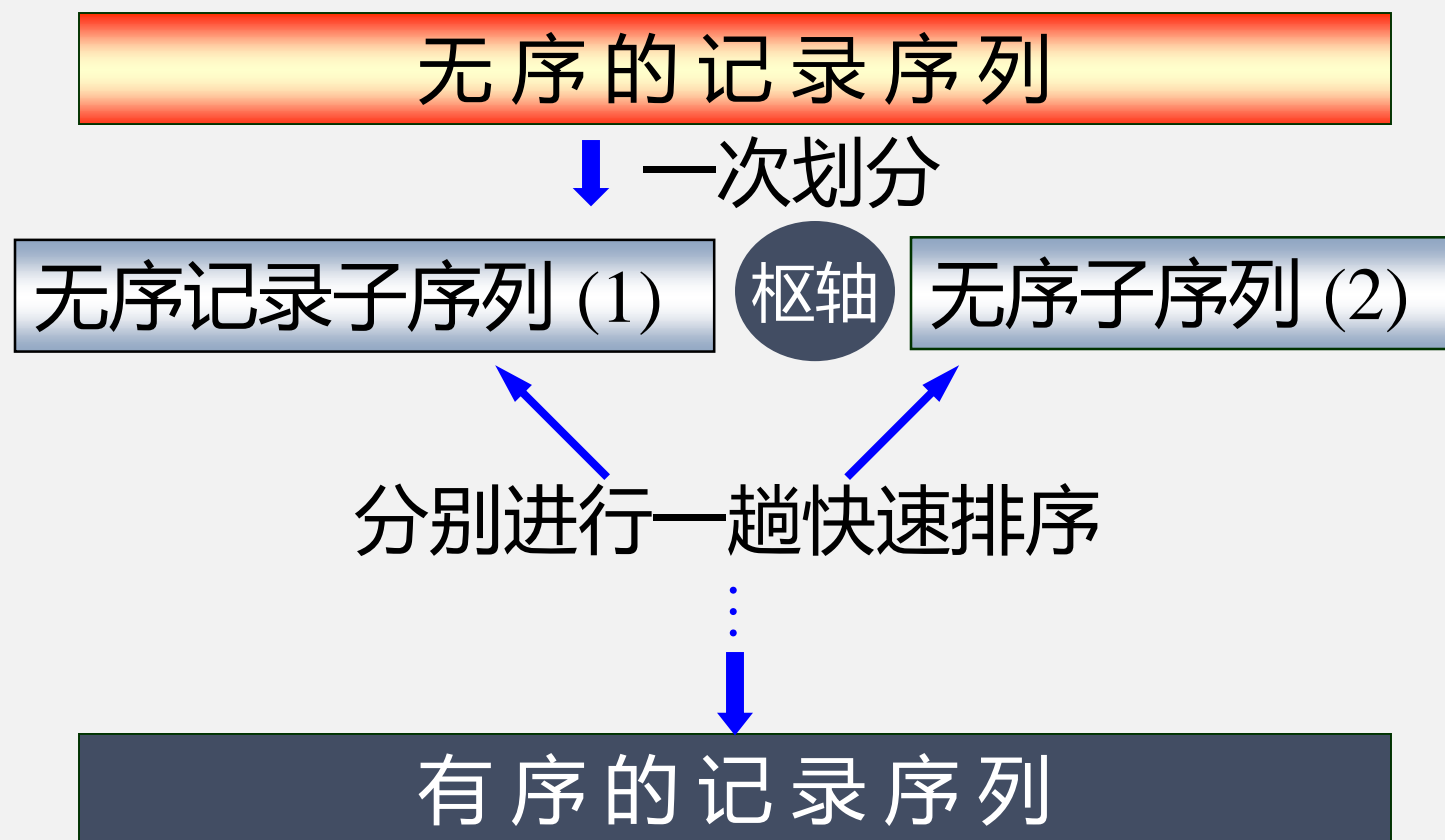 无序的记录序列
一次划分
无序记录子序列 (1)
枢轴
无序子序列 (2)
分别进行一趟快速排序
有序的记录序列